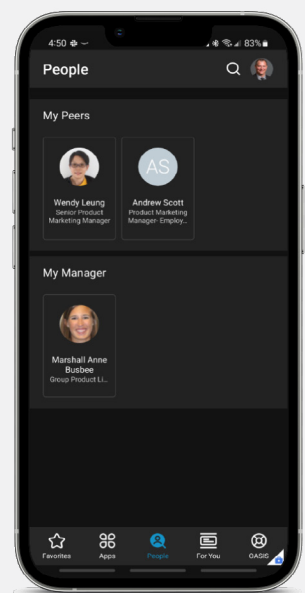 4:50
83%
People
My Peers
AS
Wendy Leung
Senior Product
Marketing Manager
Andrew Scott
Product Marketing
Manager- Employ...
My Manager
Marshall Anne
Busbee
Group Product Li...
Favorites
Apps
People
For You
OASIS